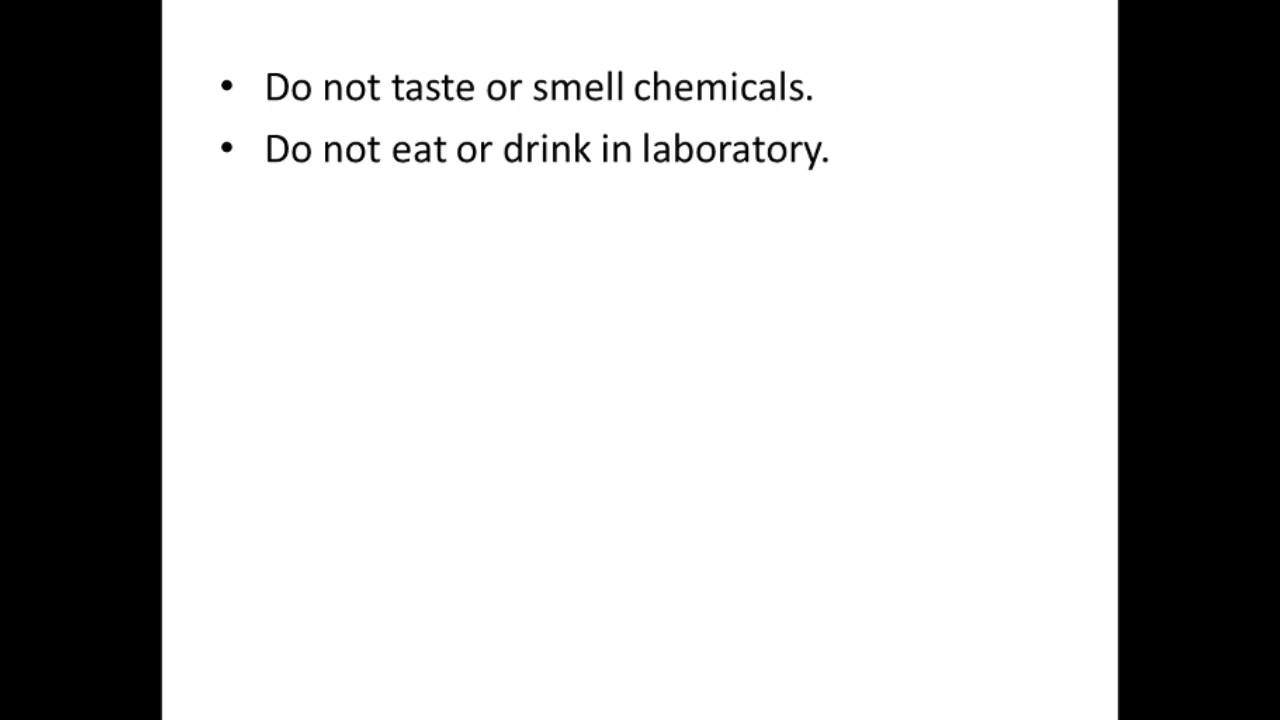 • Do not taste or smell chemicals.
• Do not eat or drink in laboratory.